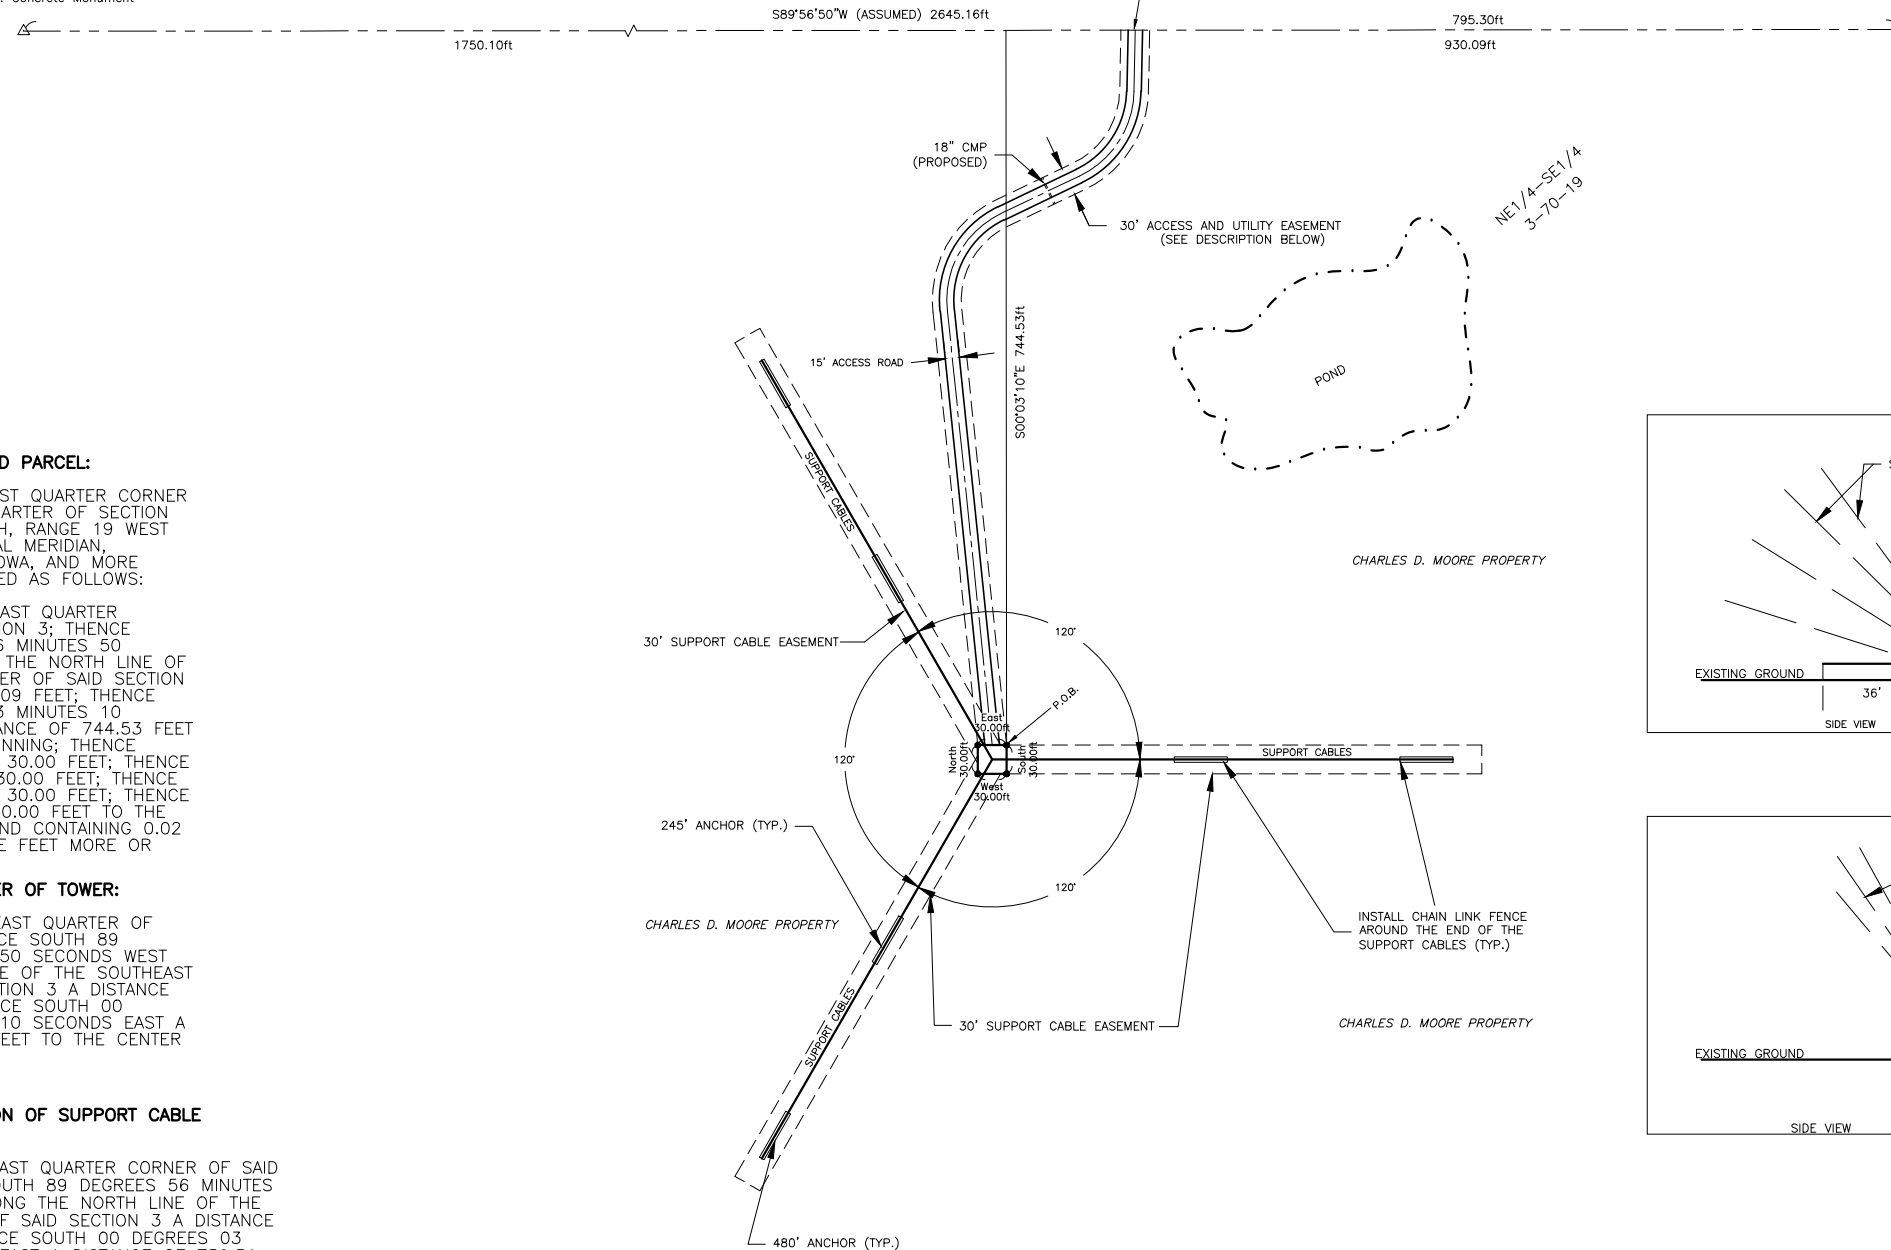 Concrete Monument
S89°56'50"W (ASSUMED) 2645.16ft
795.30ft
1750.10ft
930.09ft
18" CMP
(PROPOSED)
NE1/4-SE1/4
3-70-19
30' ACCESS AND UTILITY EASEMENT
(SEE DESCRIPTION BELOW)
S00°03'10"E 744.53ft
15' ACCESS ROAD
POND
SUPPORT CABLES
CHARLES D. MOORE PROPERTY
30' SUPPORT CABLE EASEMENT
120°
P.O.B.
East
30.00ft
North
30.00ft
South
30.00ft
West
30.00ft
120°
SUPPORT CABLES
245' ANCHOR (TYP.)
120°
CHARLES D. MOORE PROPERTY
INSTALL CHAIN LINK FENCE
AROUND THE END OF THE
SUPPORT CABLES (TYP.)
SUPPORT CABLES
30' SUPPORT CABLE EASEMENT
CHARLES D. MOORE PROPERTY
480' ANCHOR (TYP.)
D PARCEL:
ST QUARTER CORNER
ARTER OF SECTION
H, RANGE 19 WEST
AL MERIDIAN,
OWA, AND MORE
ED AS FOLLOWS:
EAST QUARTER
ION 3; THENCE
6 MINUTES 50
THE NORTH LINE OF
ER OF SAID SECTION
09 FEET; THENCE
3 MINUTES 10
ANCE OF 744.53 FEET
NNING; THENCE
30.00 FEET; THENCE
30.00 FEET; THENCE
30.00 FEET; THENCE
0.00 FEET TO THE
ND CONTAINING 0.02
E FEET MORE OR
ER OF TOWER:
EAST QUARTER OF
CE SOUTH 89
50 SECONDS WEST
E OF THE SOUTHEAST
TION 3 A DISTANCE
CE SOUTH 00
10 SECONDS EAST A
EET TO THE CENTER
ON OF SUPPORT CABLE
AST QUARTER CORNER OF SAID
UTH 89 DEGREES 56 MINUTES
ONG THE NORTH LINE OF THE
F SAID SECTION 3 A DISTANCE
CE SOUTH 00 DEGREES 03
EXISTING GROUND
36'
SIDE VIEW
EXISTING GROUND
SIDE VIEW